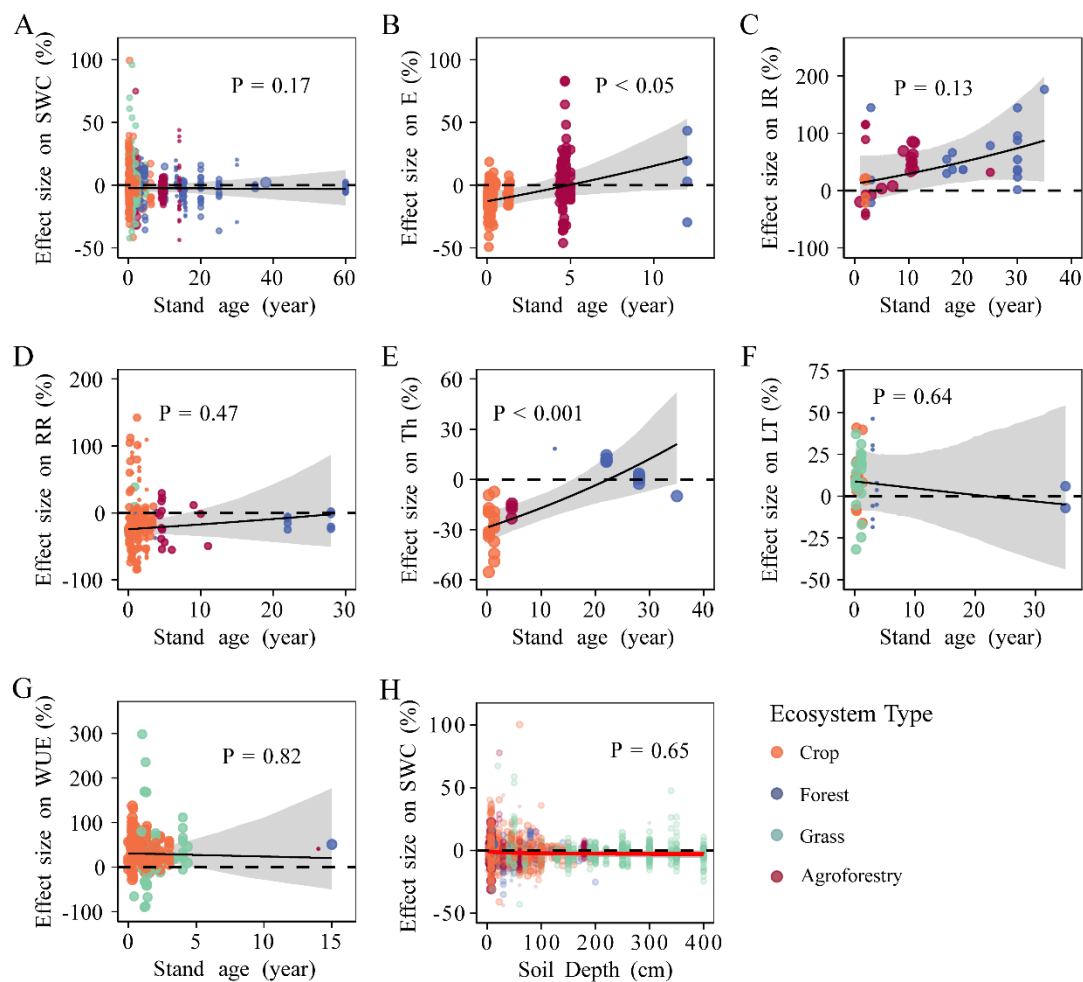 A
Effect size on SWC (%)
100
50
0
-50
P = 0.17
0 20 40 60
Stand age (year)
B
Effect size on E (%)
100
50
0
-50
P < 0.05
0 5 10
Stand age (year)
C
Effect size on IR (%)
200
100
0
-100
P = 0.13
0 10 20 30 40
Stand age (year)
D
Effect size on RR (%)
200
100
0
-100
P = 0.47
0 10 20 30
Stand age (year)
E
Effect size on Th (%)
60
30
0
-30
-60
P < 0.001
0 10 20 30 40
Stand age (year)
F
Effect size on LT (%)
75
50
25
0
-25
-50
P = 0.64
0 10 20 30
Stand age (year)
G
Effect size on WUE (%)
300
200
100
0
-100
P = 0.82
0 5 10 15
Stand age (year)
H
Effect size on SWC (%)
100
50
0
-50
P = 0.65
0 100 200 300 400
Soil Depth (cm)
Ecosystem Type
Crop
Forest
Grass
Agroforestry